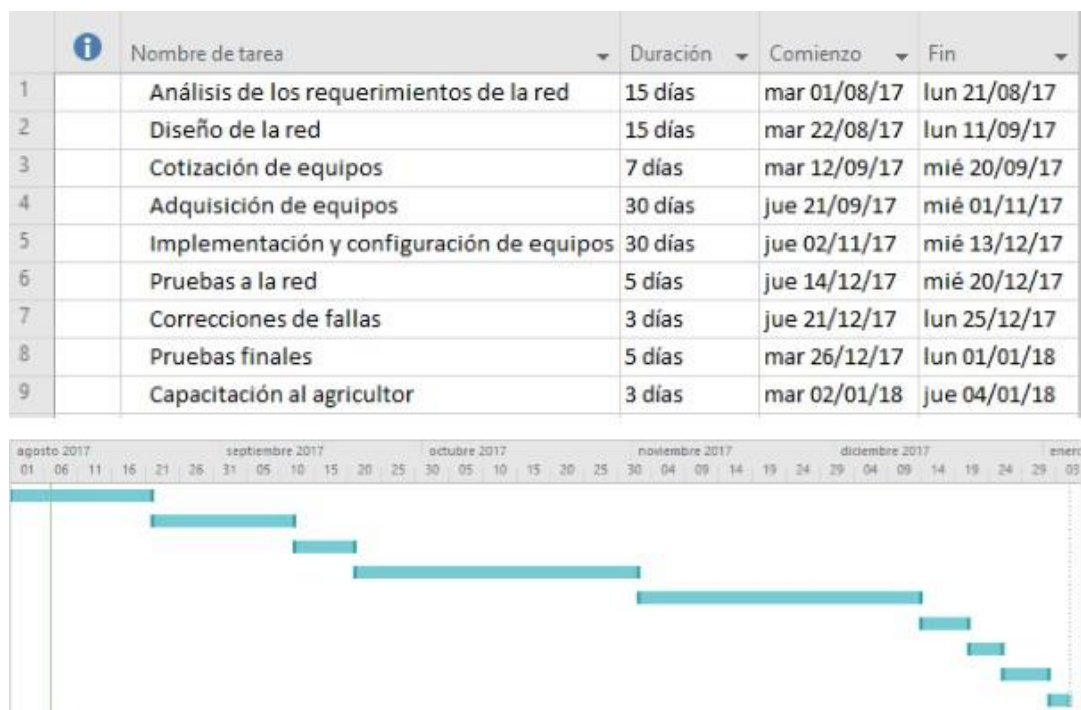 Nombre de tarea Duración Comienzo Fin
1 Análisis de los requerimientos de la red 15 días mar 01/08/17 lun 21/08/17
2 Diseño de la red 15 días mar 22/08/17 lun 11/09/17
3 Cotización de equipos 7 días mar 12/09/17 mié 20/09/17
4 Adquisición de equipos 30 días jue 21/09/17 mié 01/11/17
5 Implementación y configuración de equipos 30 días jue 02/11/17 mié 13/12/17
6 Pruebas a la red 5 días jue 14/12/17 mié 20/12/17
7 Correcciones de fallas 3 días jue 21/12/17 lun 25/12/17
8 Pruebas finales 5 días mar 26/12/17 lun 01/01/18
9 Capacitación al agricultor 3 días mar 02/01/18 jue 04/01/18
agosto 2017 septiembre 2017 octubre 2017 noviembre 2017 diciembre 2017 enero
01 06 11 16 21 26 31 05 10 15 20 25 30 05 10 15 20 25 30 04 09 14 19 24 29 04 09 14 19 24 29 03